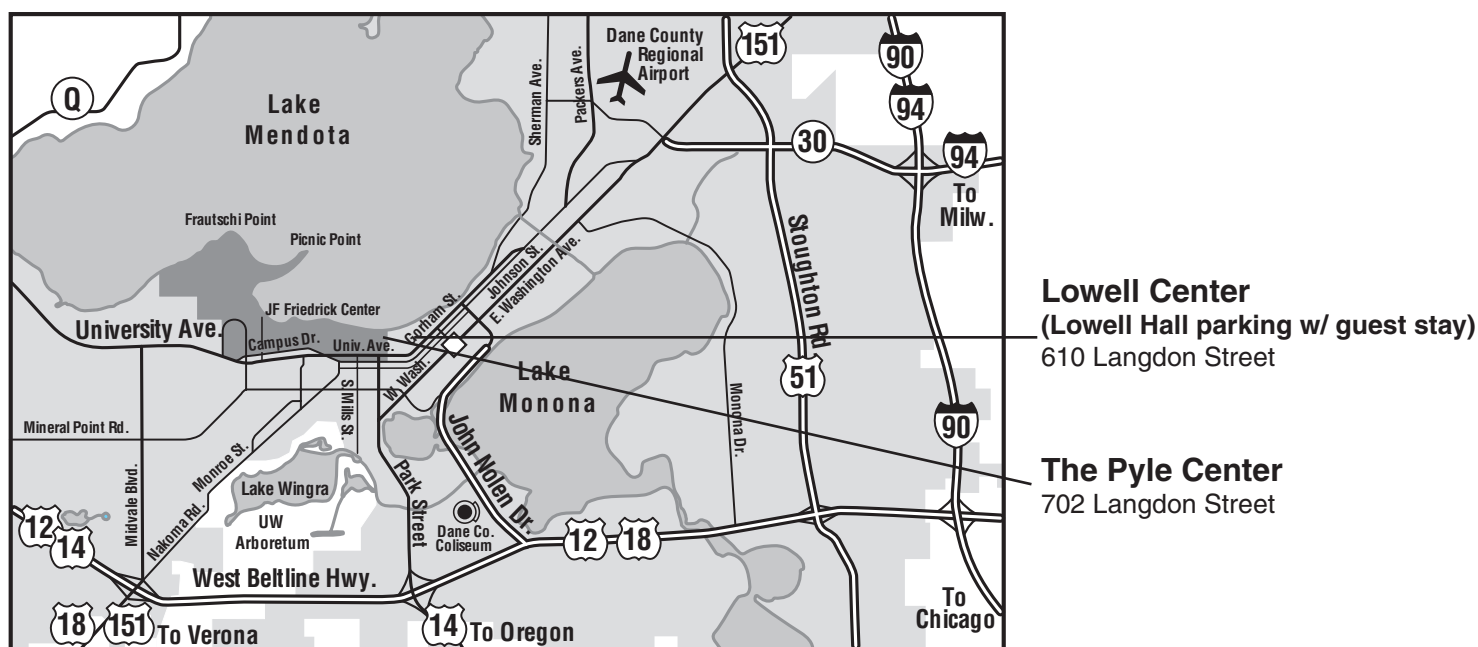 Dane County
Regional
Airport
151
90
94
Q
Lake
Mendota
Sherman Ave.
Packers Ave.
30
94
To
Milw.
Frautschi Point
Picnic Point
Stoughton Rd
Johnson St.
E. Washington Ave.
JF Friedrick Center
Gorham St.
University Ave.
Campus Dr.
Univ. Ave.
Lowell Center
(Lowell Hall parking w/ guest stay)
610 Langdon Street
W. Wash.
Lake
Monona
51
S. Mills St.
Monona Dr.
90
Mineral Point Rd.
Midvale Blvd.
Monroe St.
John Nolen Dr.
Park
Street
The Pyle Center
702 Langdon Street
Lake Wingra
Nakoma Rd.
UW
Arboretum
Dane Co.
Coliseum
12
14
12
18
West Beltline Hwy.
To
Chicago
18
151
To Verona
14
To Oregon